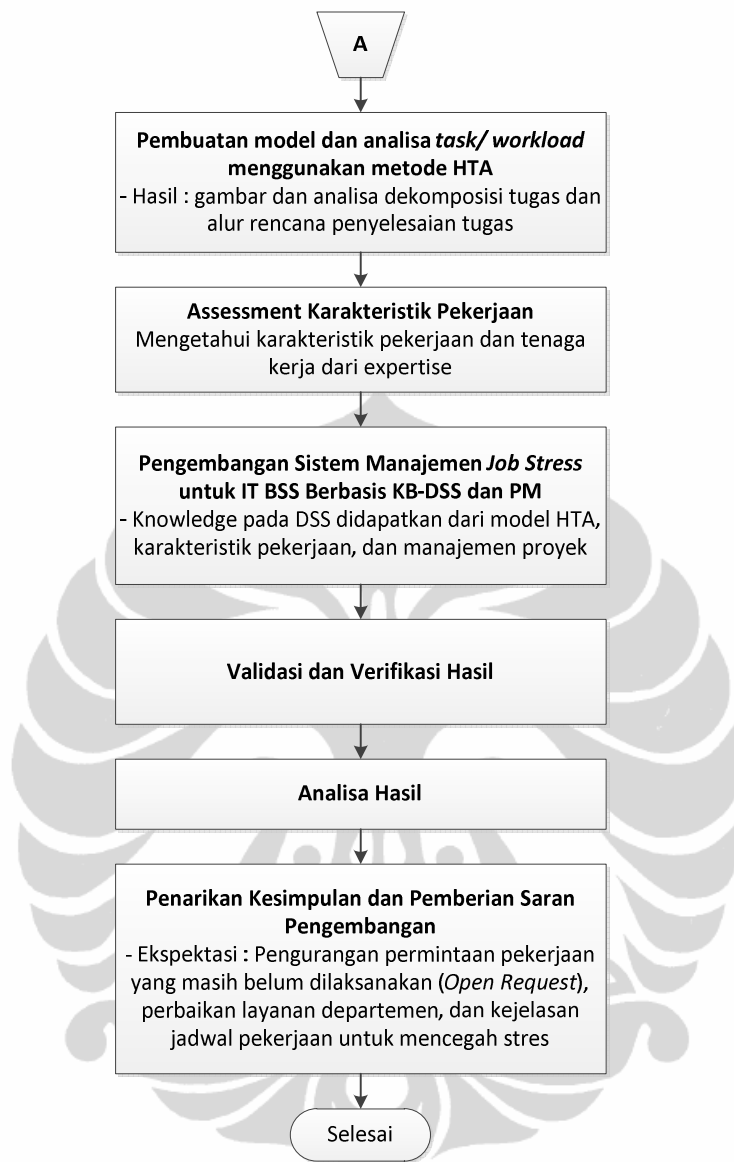 A
Pembuatan model dan analisa task/ workload
menggunakan metode HTA
- Hasil : gambar dan analisa dekomposisi tugas dan
alur rencana penyelesaian tugas
Assessment Karakteristik Pekerjaan
Mengetahui karakteristik pekerjaan dan tenaga
kerja dari expertise
Pengembangan Sistem Manajemen Job Stress
untuk IT BSS Berbasis KB-DSS dan PM
- Knowledge pada DSS didapatkan dari model HTA,
karakteristik pekerjaan, dan manajemen proyek
Validasi dan Verifikasi Hasil
Analisa Hasil
Penarikan Kesimpulan dan Pemberian Saran
Pengembangan
- Ekspektasi : Pengurangan permintaan pekerjaan
yang masih belum dilaksanakan (Open Request),
perbaikan layanan departemen, dan kejelasan
jadwal pekerjaan untuk mencegah stres
Selesai